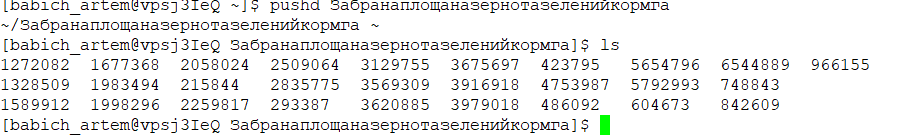 [babich_artem@vpsj3IeQ ~]$ pushd Забранаплощаназернотазеленийкормга
~/Забранаплощаназернотазеленийкормга ~
[babich_artem@vpsj3IeQ Забранаплощаназернотазеленийкормга]$ ls
1272082 1677368 2058024 2509064 3129755 3675697 423795 5654796 6544889 966155
1328509 1983494 215844 2835775 3569309 3916918 4753987 5792993 748843
1589912 1998296 2259817 293387 3620885 3979018 486092 604673 842609
[babich_artem@vpsj3IeQ Забранаплощаназернотазеленийкормга]$